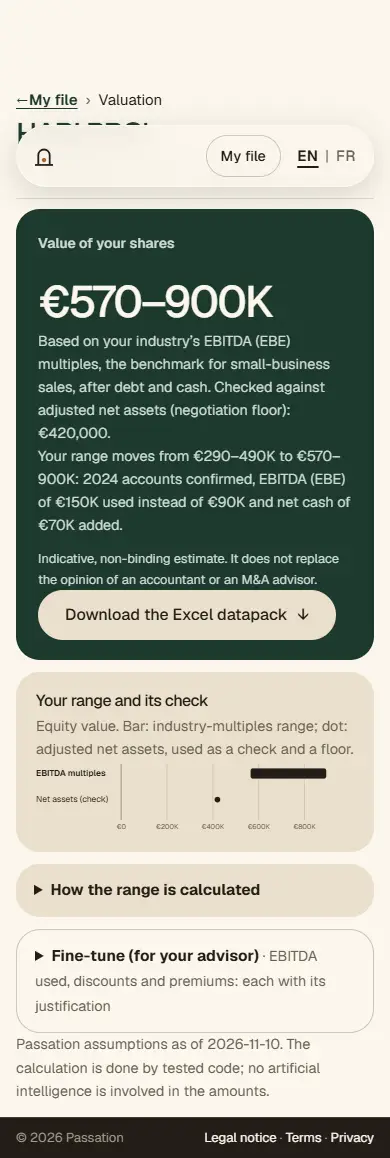 ←My file › Valuation
My file
EN | FR
Value of your shares
€570–900K
Based on your industry’s EBITDA (EBE)
multiples, the benchmark for small-business
sales, after debt and cash. Checked against
adjusted net assets (negotiation floor):
€420,000.
Your range moves from €290–490K to €570–
900K: 2024 accounts confirmed, EBITDA (EBE)
of €150K used instead of €90K and net cash of
€70K added.
Indicative, non-binding estimate. It does not replace
the opinion of an accountant or an M&A advisor.
Download the Excel datapack ↓
Your range and its check
Equity value. Bar: industry-multiples range; dot:
adjusted net assets, used as a check and a floor.
EBITDA multiples
Net assets (check)
€0 €200K €400K €600K €800K
▶ How the range is calculated
▶ Fine-tune (for your advisor) · EBITDA
used, discounts and premiums: each with its
justification
Passation assumptions as of 2026-11-10. The
calculation is done by tested code; no artificial
intelligence is involved in the amounts.
© 2026 Passation Legal notice · Terms · Privacy